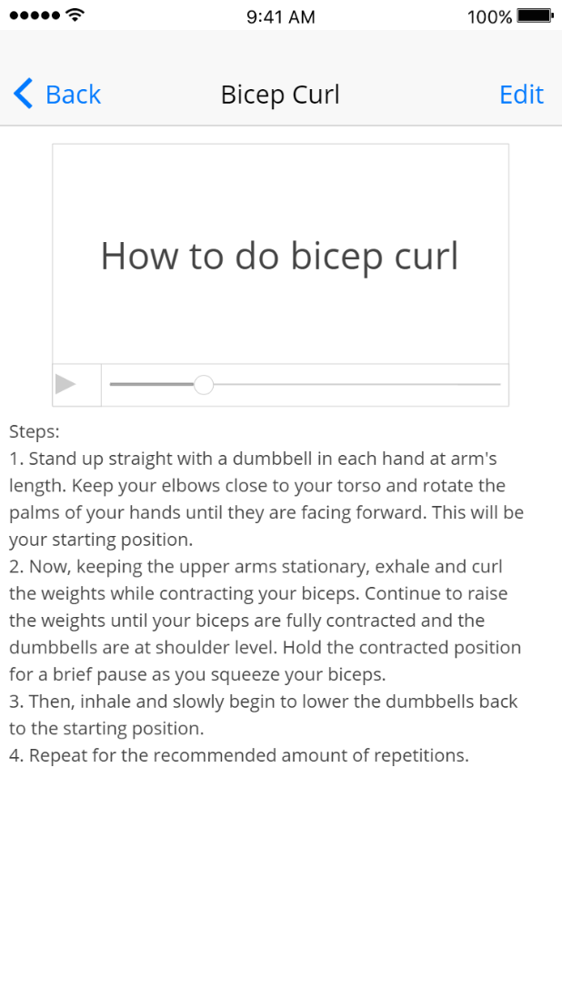 9:41 AM
100%
Back
Bicep Curl
Edit
How to do bicep curl
Steps:
1. Stand up straight with a dumbbell in each hand at arm's
length. Keep your elbows close to your torso and rotate the
palms of your hands until they are facing forward. This will be
your starting position.
2. Now, keeping the upper arms stationary, exhale and curl
the weights while contracting your biceps. Continue to raise
the weights until your biceps are fully contracted and the
dumbbells are at shoulder level. Hold the contracted position
for a brief pause as you squeeze your biceps.
3. Then, inhale and slowly begin to lower the dumbbells back
to the starting position.
4. Repeat for the recommended amount of repetitions.